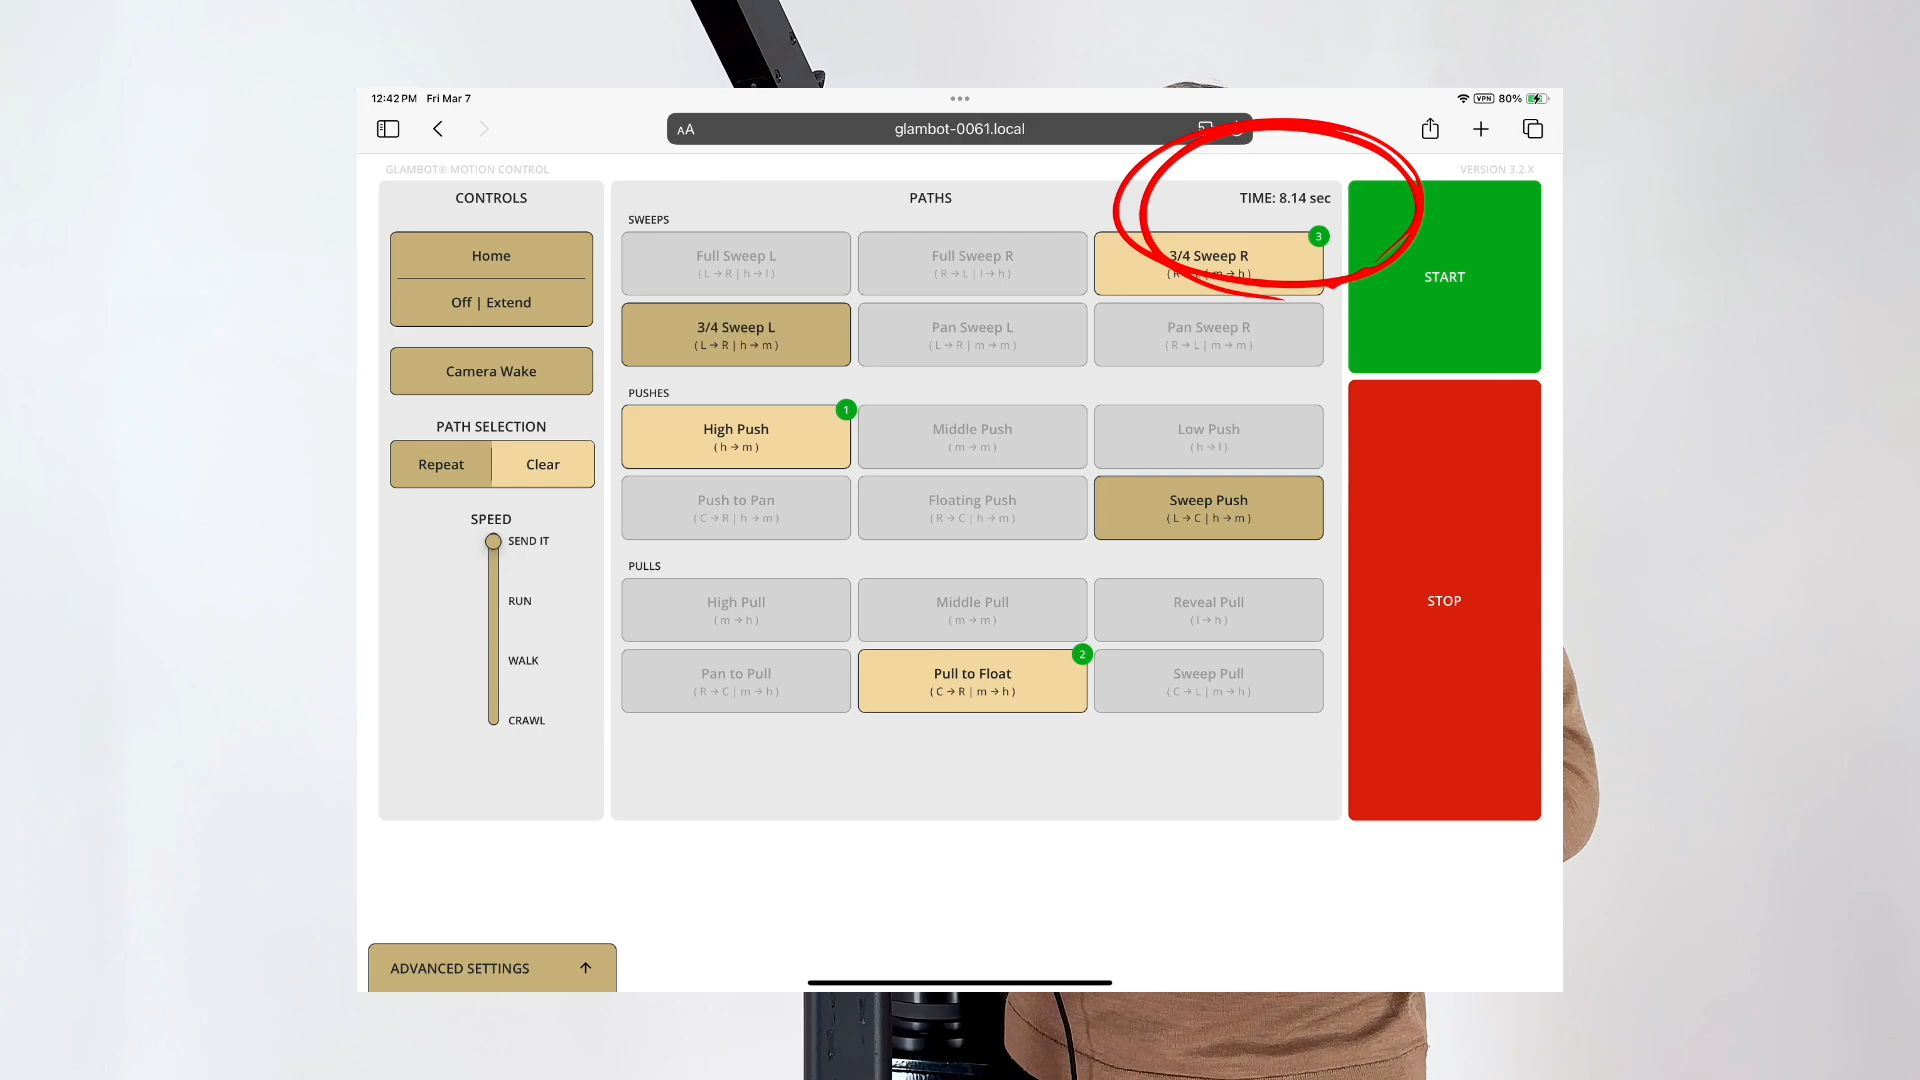 12:42 PM Fri Mar 7
VPN 80%
AA glambot-0061.local
GLAMBOT® MOTION CONTROL
VERSION 3.2.X
CONTROLS
Home
Off | Extend
Camera Wake
PATH SELECTION
Repeat
Clear
SPEED
SEND IT
RUN
WALK
CRAWL
PATHS
TIME: 8.14 sec
SWEEPS
Full Sweep L
( L → R | h → l )
Full Sweep R
( R → L | l → h )
3
3/4 Sweep R
3/4 Sweep L
( L → R | h → m )
Pan Sweep L
( L → R | m → m )
Pan Sweep R
( R → L | m → m )
PUSHES
1
High Push
( h → m )
Middle Push
( m → m )
Low Push
( h → l )
Push to Pan
( C → R | h → m )
Floating Push
( R → C | h → m )
Sweep Push
( L → C | h → m )
PULLS
High Pull
( m → h )
Middle Pull
( m → m )
Reveal Pull
( l → h )
Pan to Pull
( R → C | m → h )
2
Pull to Float
( C → R | m → h )
Sweep Pull
( C → L | m → h )
START
STOP
ADVANCED SETTINGS